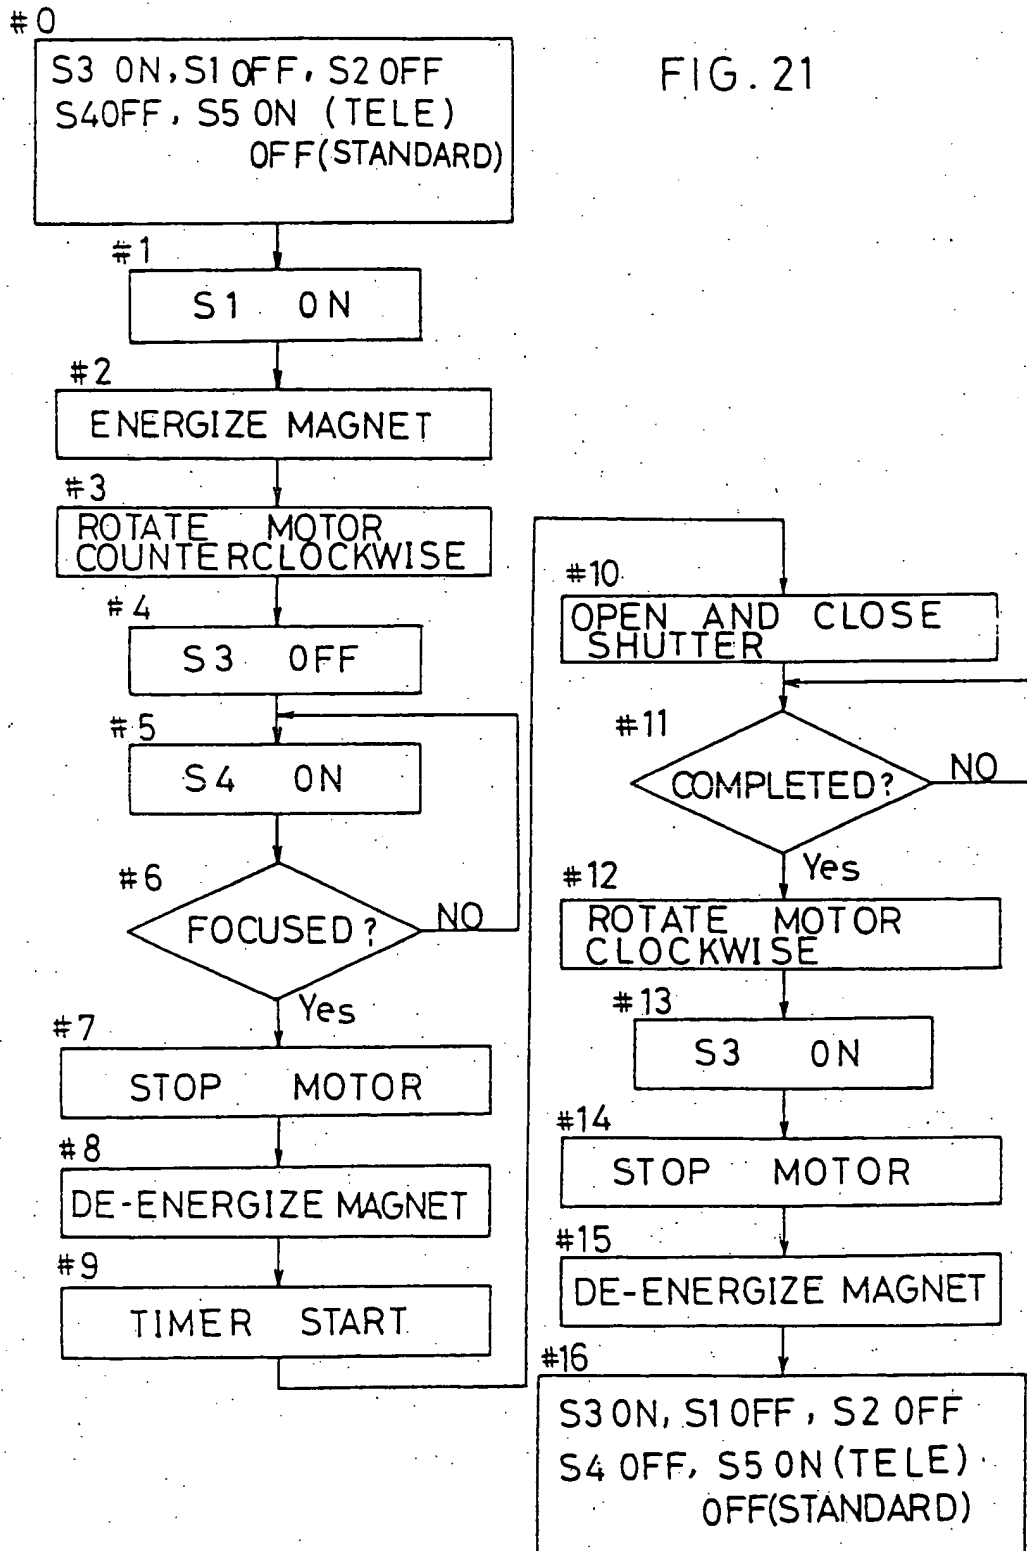 #0
S3 ON, S1 OFF, S2 OFF
S4 OFF, S5 ON (TELE)
OFF(STANDARD)
FIG. 21
#1
S1 ON
#2
ENERGIZE MAGNET
#3
ROTATE MOTOR
COUNTERCLOCKWISE
#4
S3 OFF
#5
S4 ON
#6
FOCUSED?
NO
Yes
#7
STOP MOTOR
#8
DE-ENERGIZE MAGNET
#9
TIMER START
#10
OPEN AND CLOSE
SHUTTER
#11
COMPLETED?
NO
Yes
#12
ROTATE MOTOR
CLOCKWISE
#13
S3 ON
#14
STOP MOTOR
#15
DE-ENERGIZE MAGNET
#16
S3 ON, S1 OFF, S2 OFF
S4 OFF, S5 ON (TELE)
OFF(STANDARD)